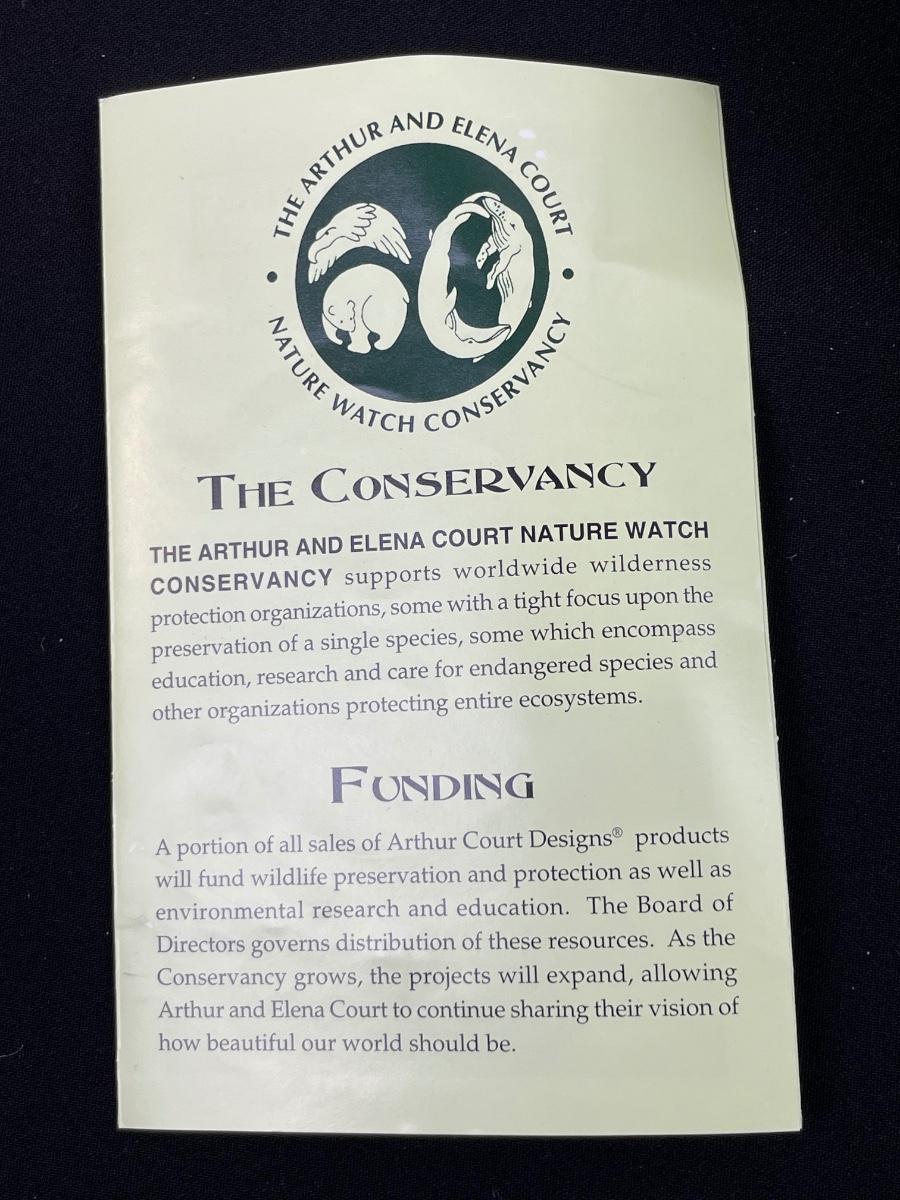 THE ARTHUR AND ELENA COURT
NATURE WATCH CONSERVANCY
THE CONSERVANCY
THE ARTHUR AND ELENA COURT NATURE WATCH
CONSERVANCY supports worldwide wilderness
protection organizations, some with a tight focus upon the
preservation of a single species, some which encompass
education, research and care for endangered species and
other organizations protecting entire ecosystems.
FUNDING
A portion of all sales of Arthur Court Designs® products
will fund wildlife preservation and protection as well as
environmental research and education. The Board of
Directors governs distribution of these resources. As the
Conservancy grows, the projects will expand, allowing
Arthur and Elena Court to continue sharing their vision of
how beautiful our world should be.